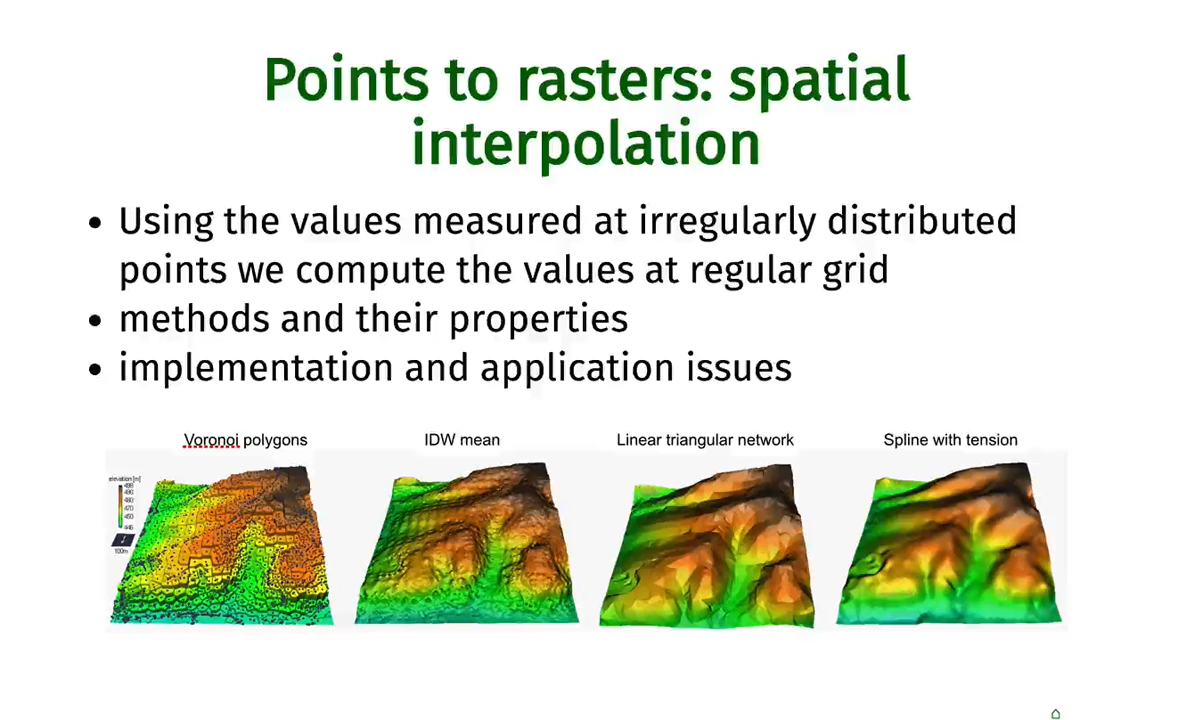 Points to rasters: spatial
interpolation
• Using the values measured at irregularly distributed
points we compute the values at regular grid
• methods and their properties
• implementation and application issues
Voronoi polygons
IDW mean
Linear triangular network
Spline with tension
elevation [m]
100m